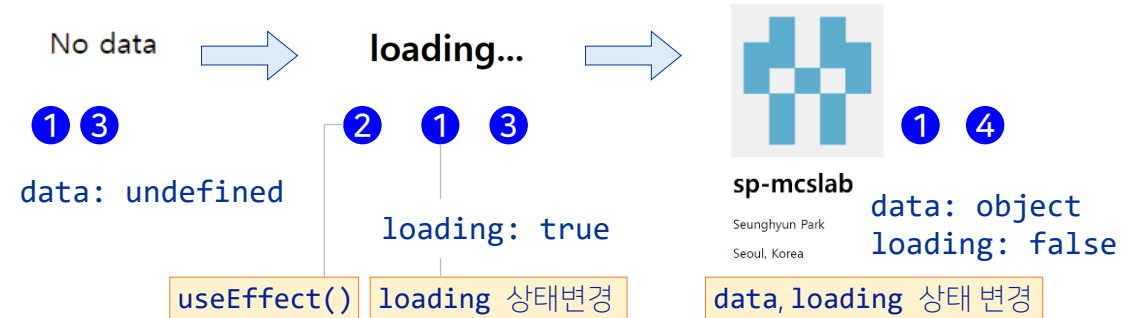 No data
loading...
1 3
2 1 3
1 4
data: undefined
loading: true
sp-mcslab
Seunghyun Park
Seoul, Korea
data: object
loading: false
useEffect()
loading 상태변경
data, loading 상태 변경